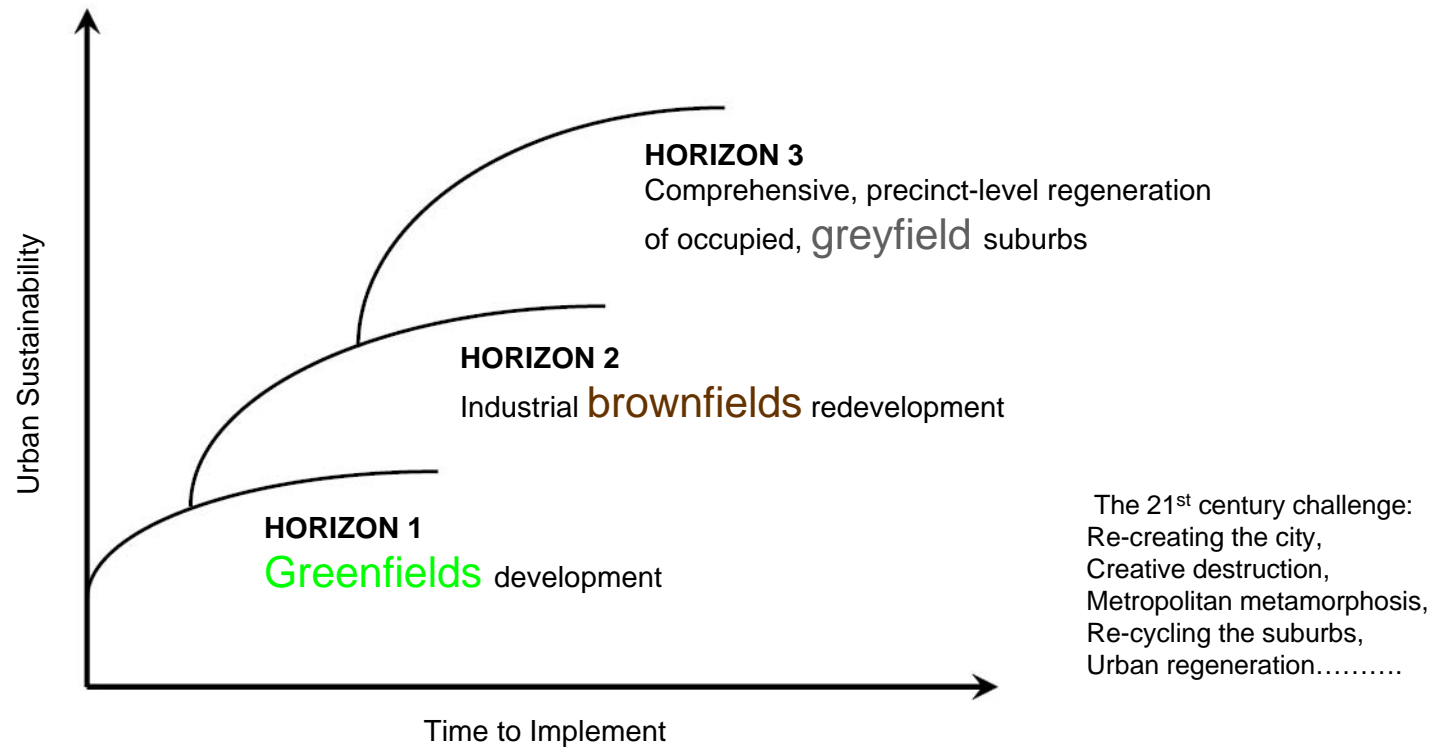 Urban Sustainability
HORIZON 3
Comprehensive, precinct-level regeneration
of occupied, greyfield suburbs
HORIZON 2
Industrial brownfields redevelopment
HORIZON 1
Greenfields development
The 21st century challenge:
Re-creating the city,
Creative destruction,
Metropolitan metamorphosis,
Re-cycling the suburbs,
Urban regeneration……….
Time to Implement